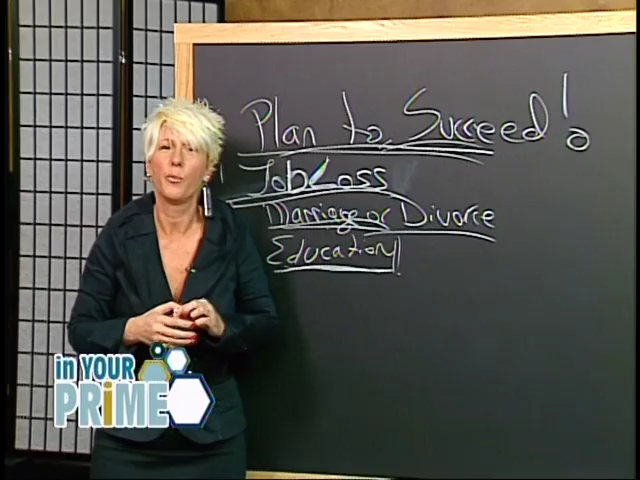 Plan to Succeed!
Job Loss
Marriage or Divorce
Education!
in YOUR
PRiME